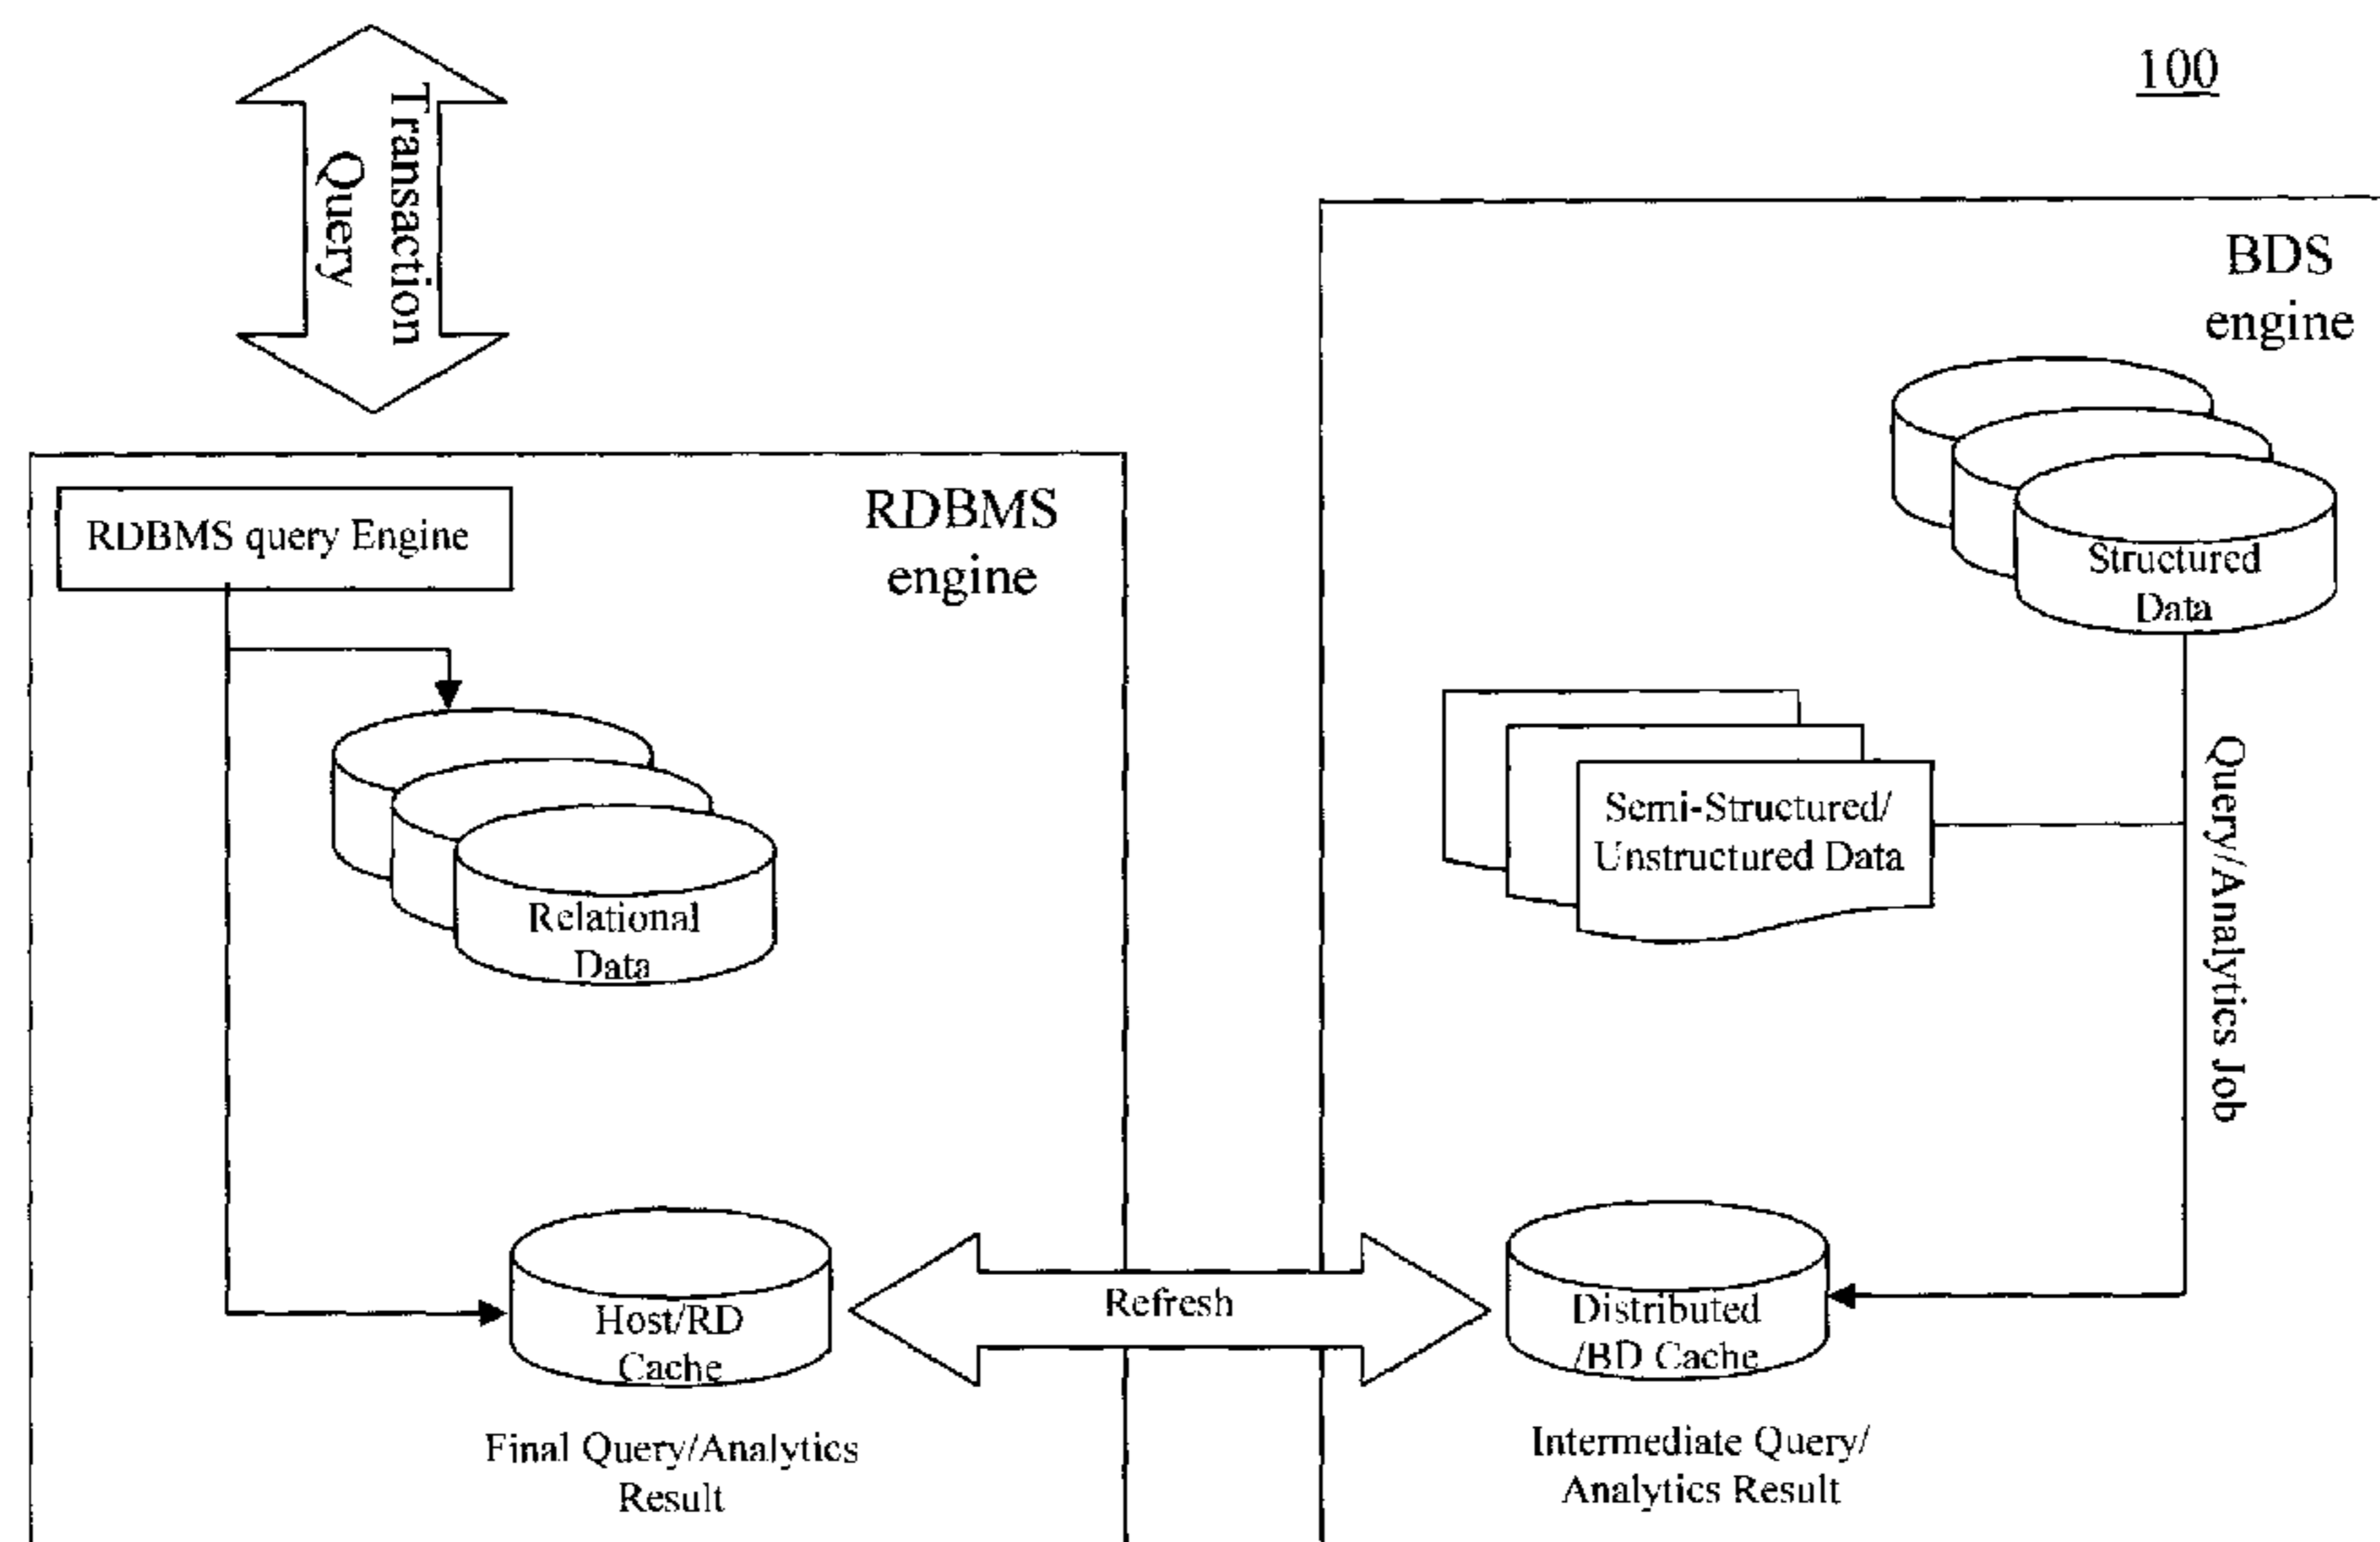 100
Transaction
Query
BDS
engine
RDBMS query Engine
RDBMS
engine
Structured
Data
Relational
Data
Semi-Structured/
Unstructured Data
Query/Analytics Job
Host/RD
Cache
Refresh
Distributed
/BD Cache
Final Query/Analytics
Result
Intermediate Query/
Analytics Result